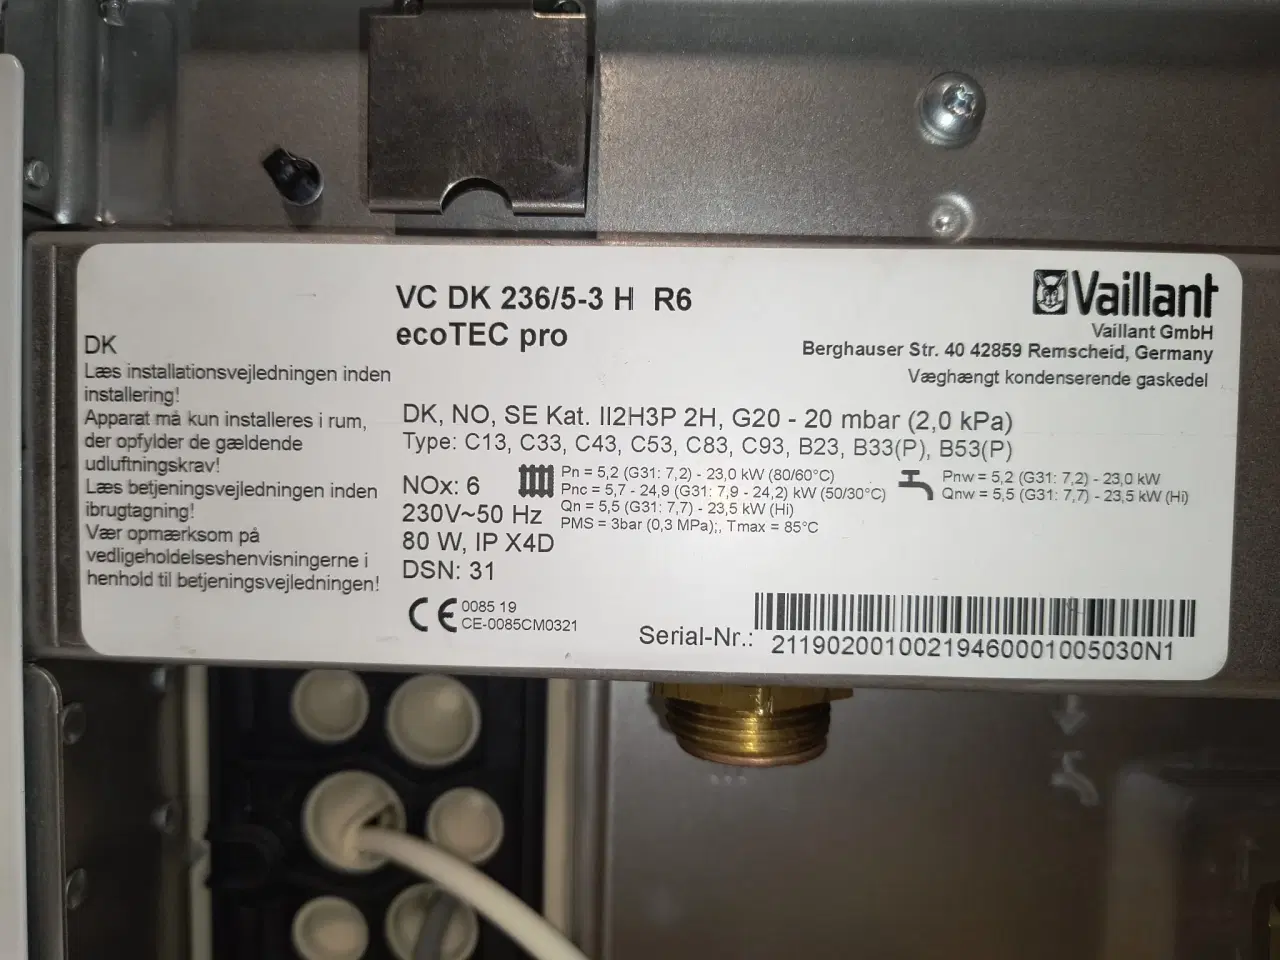 VC DK 236/5-3 H R6
ecoTEC pro
Vaillant
Vaillant GmbH
Berghauser Str. 40 42859 Remscheid, Germany
Væghængt kondenserende gaskedel
DK
Læs installationsvejledningen inden
installering!
Apparat må kun installeres i rum,
der opfylder de gældende
udluftningskrav!
Læs betjeningsvejledningen inden
ibrugtagning!
Vær opmærksom på
vedligeholdelseshenvisningerne i
henhold til betjeningsvejledningen!
DK, NO, SE Kat. II2H3P 2H, G20 - 20 mbar (2,0 kPa)
Type: C13, C33, C43, C53, C83, C93, B23, B33(P), B53(P)
NOx: 6
230V~50 Hz
80 W, IP X4D
DSN: 31
Pn = 5,2 (G31: 7,2) - 23,0 kW (80/60°C)
Pnc = 5,7 - 24,9 (G31: 7,9 - 24,2) kW (50/30°C)
Qn = 5,5 (G31: 7,7) - 23,5 kW (Hi)
PMS = 3bar (0,3 MPa);, Tmax = 85°C
Pnw = 5,2 (G31: 7,2) - 23,0 kW
Qnw = 5,5 (G31: 7,7) - 23,5 kW (Hi)
CE 0085 19
CE-0085CM0321
Serial-Nr.: 21190200100219460001005030N1